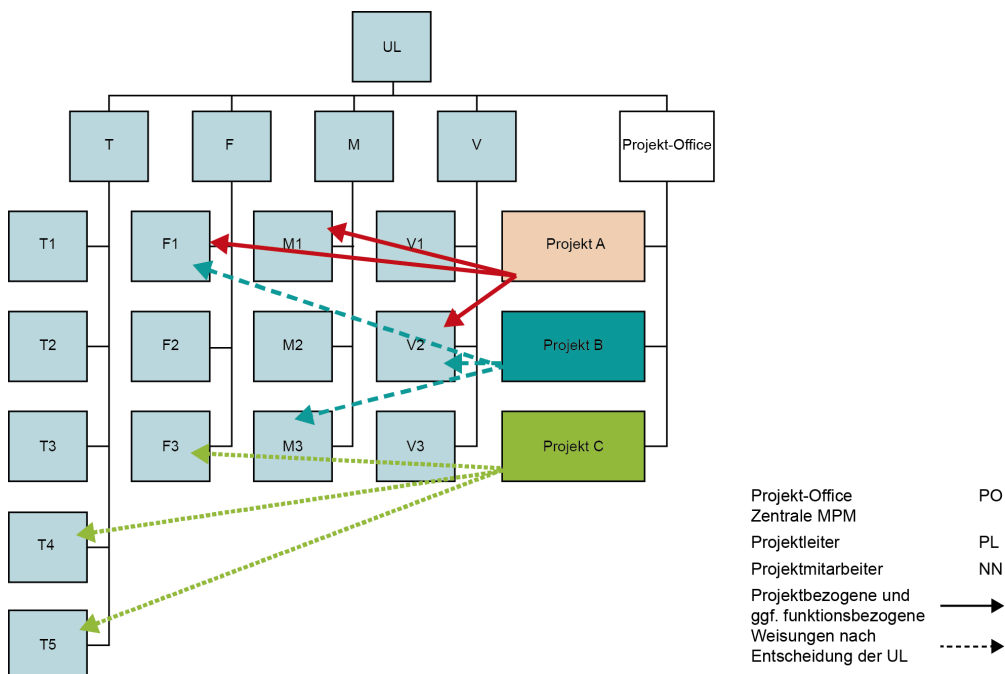 UL
T
F
M
V
Projekt-Office
T1
F1
M1
V1
Projekt A
T2
F2
M2
V2
Projekt B
T3
F3
M3
V3
Projekt C
T4
T5
Projekt-Office PO
Zentrale MPM
Projektleiter PL
Projektmitarbeiter NN
Projektbezogene und
ggf. funktionsbezogene
Weisungen nach
Entscheidung der UL